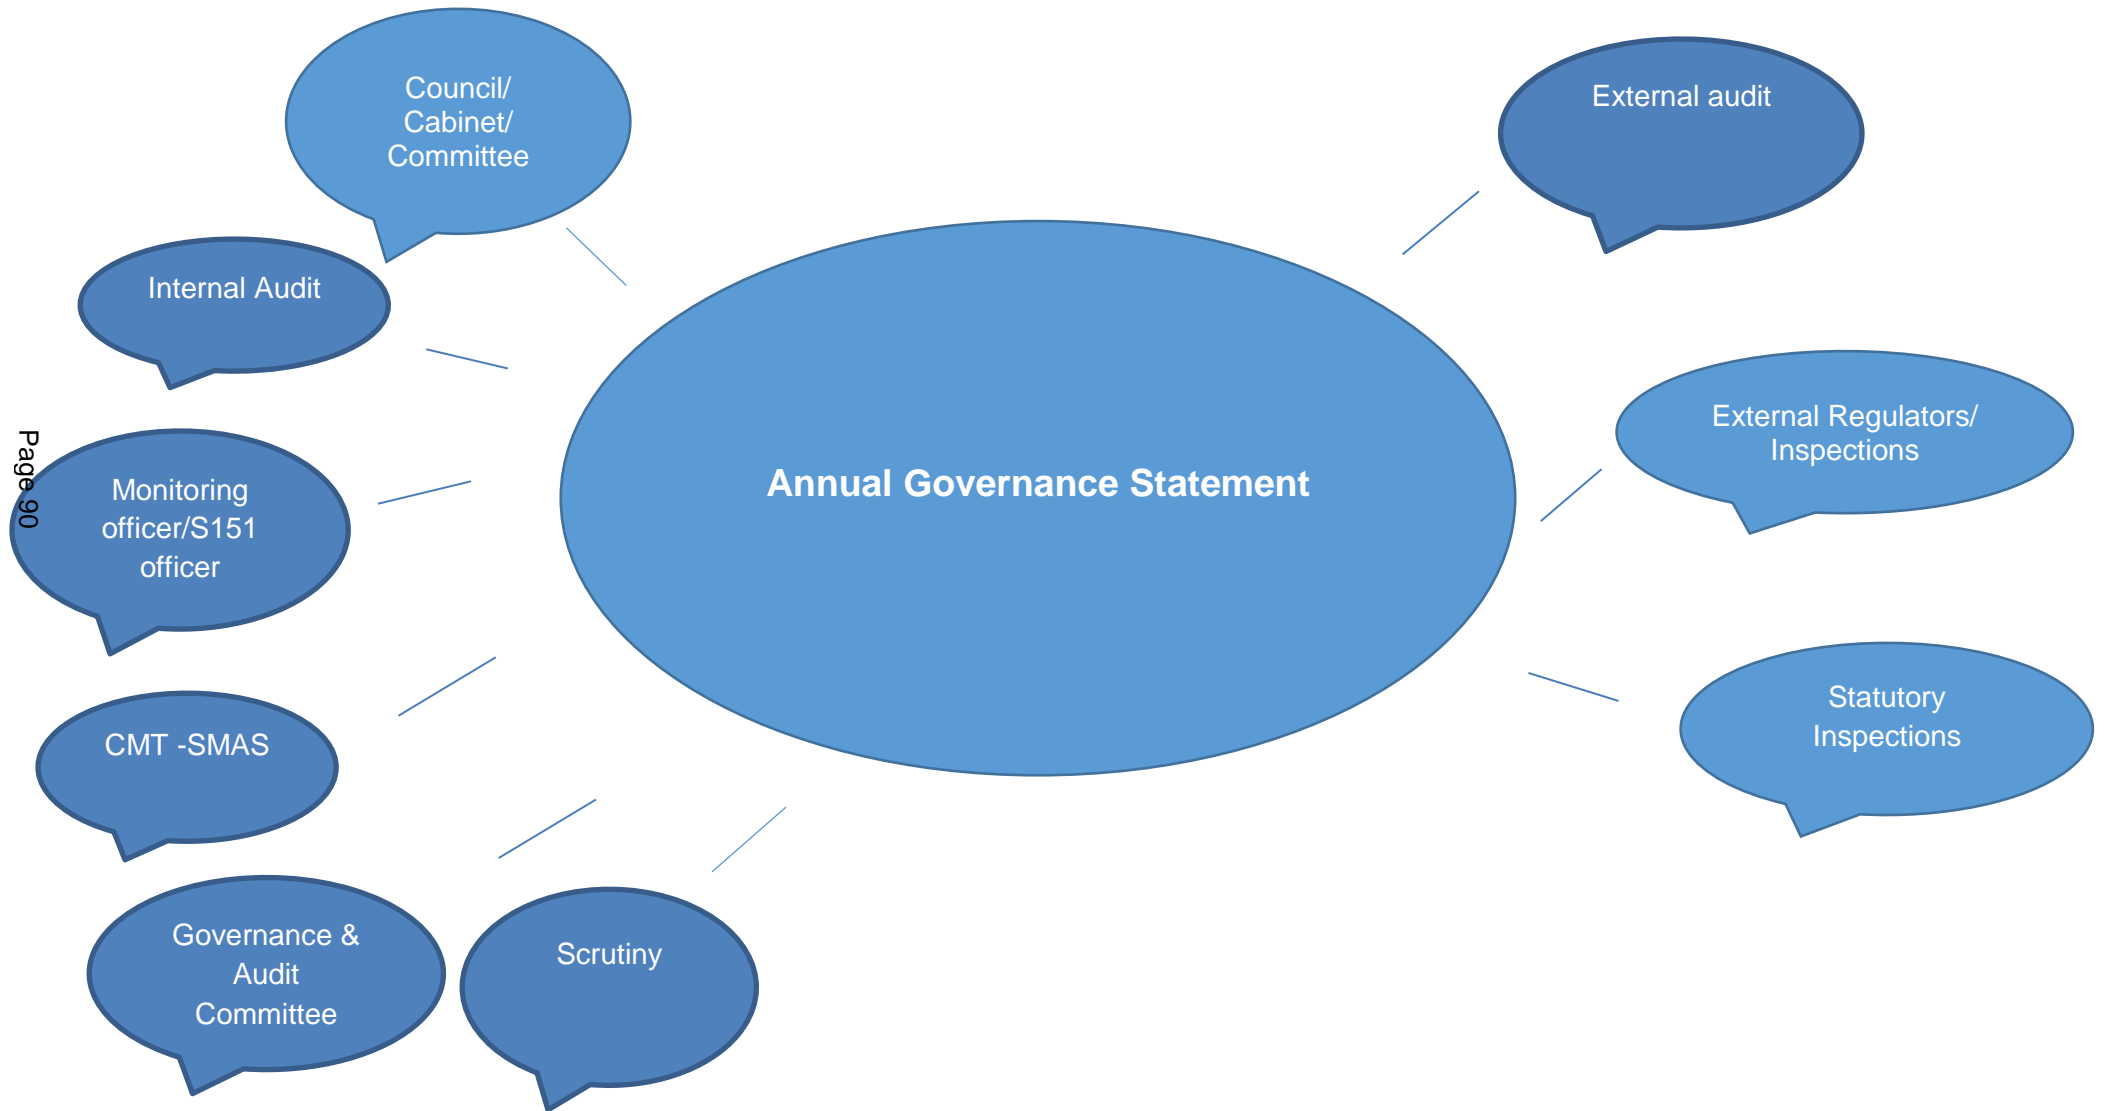 Council/
Cabinet/
Committee
External audit
Internal Audit
External Regulators/
Inspections
Annual Governance Statement
Page 90
Monitoring
officer/S151
officer
Statutory
Inspections
CMT -SMAS
Governance &
Audit
Committee
Scrutiny